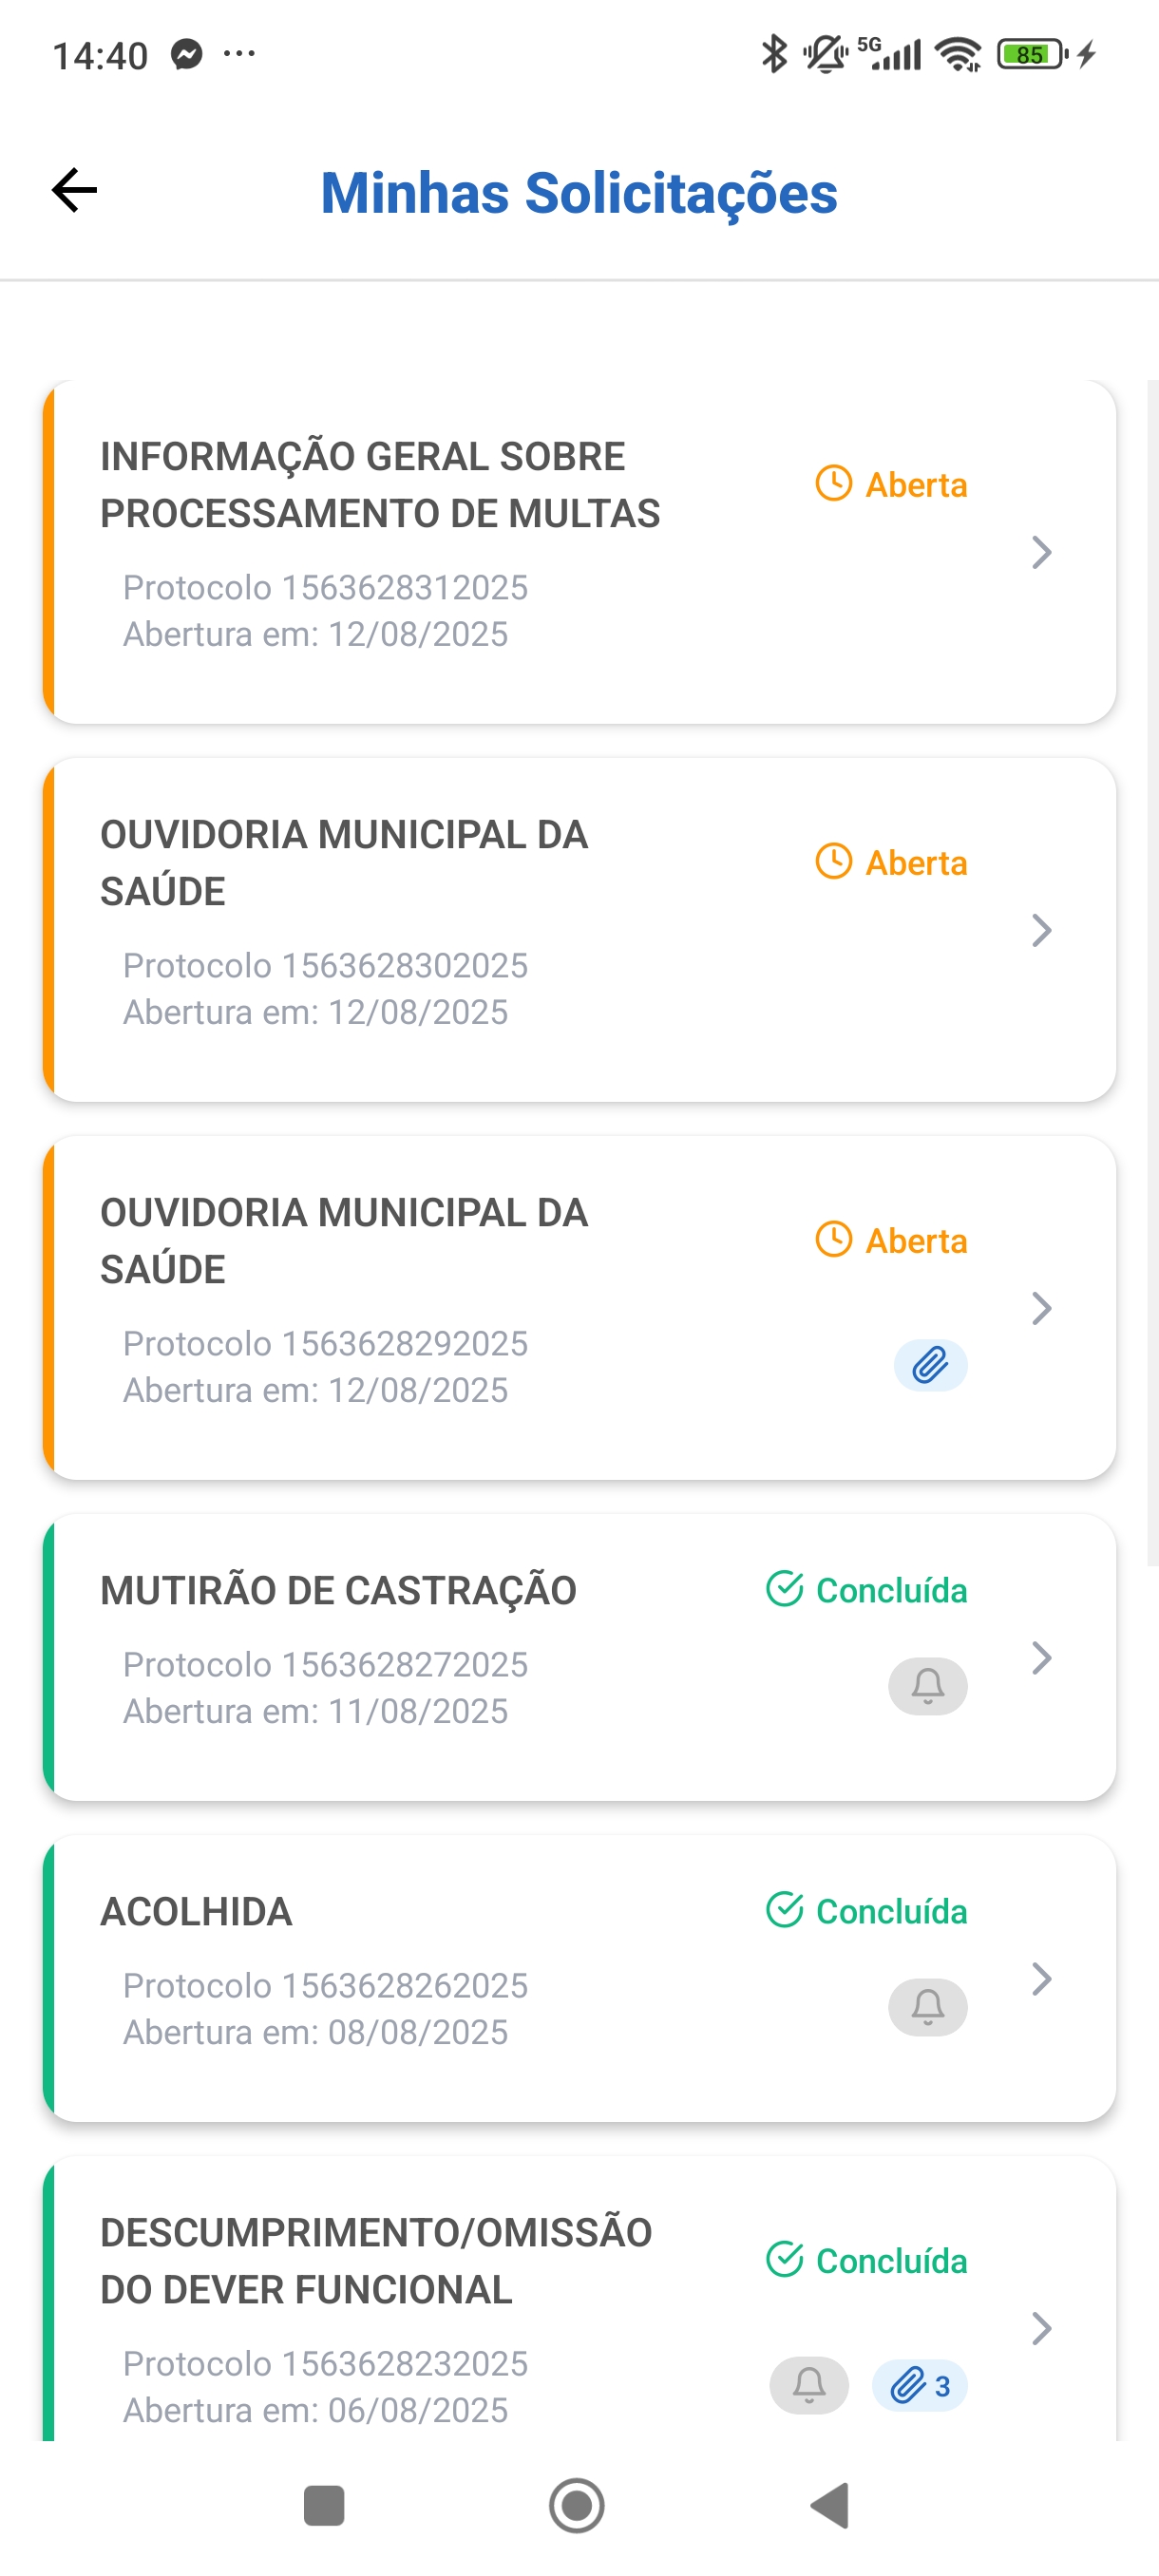 14:40
5G
85
Minhas Solicitações
INFORMAÇÃO GERAL SOBRE
PROCESSAMENTO DE MULTAS
Aberta
Protocolo 1563628312025
Abertura em: 12/08/2025
OUVIDORIA MUNICIPAL DA
SAÚDE
Aberta
Protocolo 1563628302025
Abertura em: 12/08/2025
OUVIDORIA MUNICIPAL DA
SAÚDE
Aberta
Protocolo 1563628292025
Abertura em: 12/08/2025
MUTIRÃO DE CASTRAÇÃO
Concluída
Protocolo 1563628272025
Abertura em: 11/08/2025
ACOLHIDA
Concluída
Protocolo 1563628262025
Abertura em: 08/08/2025
DESCUMPRIMENTO/OMISSÃO
DO DEVER FUNCIONAL
Concluída
Protocolo 1563628232025
Abertura em: 06/08/2025
3